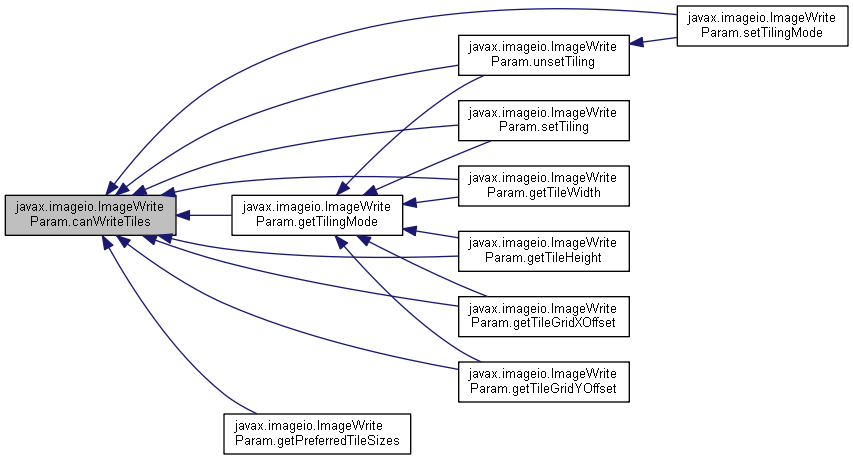 javax.imageio.ImageWrite
Param.setTilingMode
javax.imageio.ImageWrite
Param.unsetTiling
javax.imageio.ImageWrite
Param.setTiling
javax.imageio.ImageWrite
Param.getTileWidth
javax.imageio.ImageWrite
Param.canWriteTiles
javax.imageio.ImageWrite
Param.getTilingMode
javax.imageio.ImageWrite
Param.getTileHeight
javax.imageio.ImageWrite
Param.getTileGridXOffset
javax.imageio.ImageWrite
Param.getTileGridYOffset
javax.imageio.ImageWrite
Param.getPreferredTileSizes